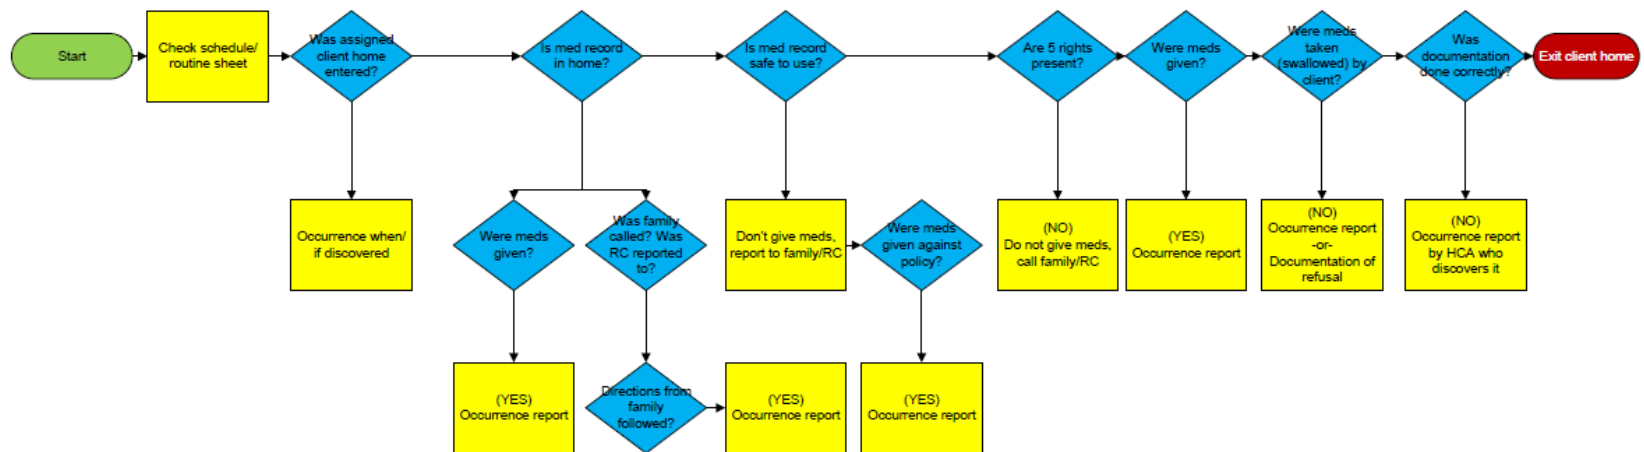 Start
Check schedule/
routine sheet
Was assigned
client home
entered?
Is med record
in home?
Is med record
safe to use?
Are 5 rights
present?
Were meds
given?
Were meds
taken
(swallowed) by
client?
Was
documentation
done correctly?
Exit client home
Occurrence when/
if discovered
Were meds
given?
Was family
called? Was
RC reported
to?
Don't give meds,
report to family/RC
Were meds
given against
policy?
(NO)
Do not give meds,
call family/RC
(YES)
Occurrence report
(NO)
Occurrence report
-or-
Documentation of
refusal
(NO)
Occurrence report
by HCA who
discovers it
(YES)
Occurrence report
Directions from
family
followed?
(YES)
Occurrence report
(YES)
Occurrence report